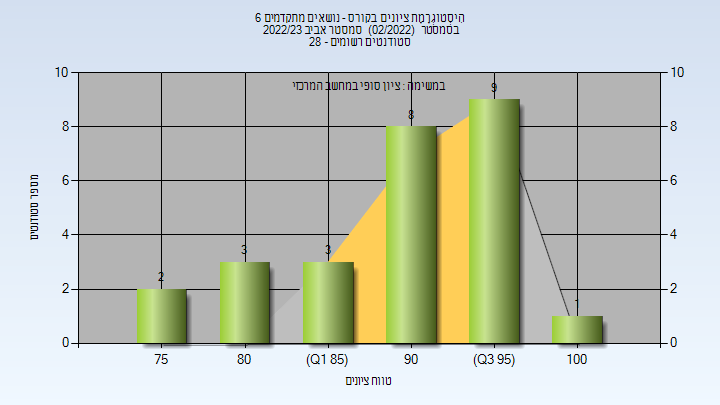 היסטוגרמת ציונים בקורס - נושאים מתקדמים 6
בסמסטר (02/2022) סמסטר אביב 2022/23
סטודנטים רשומים - 28
במשימה : ציון סופי במחשב המרכזי
10 10
8 8
6 6
4 4
2 2
0 0
2 3 3 8 9 1
75 80 (Q1 85) 90 (Q3 95) 100
מספר סטודנטים
טווח ציונים